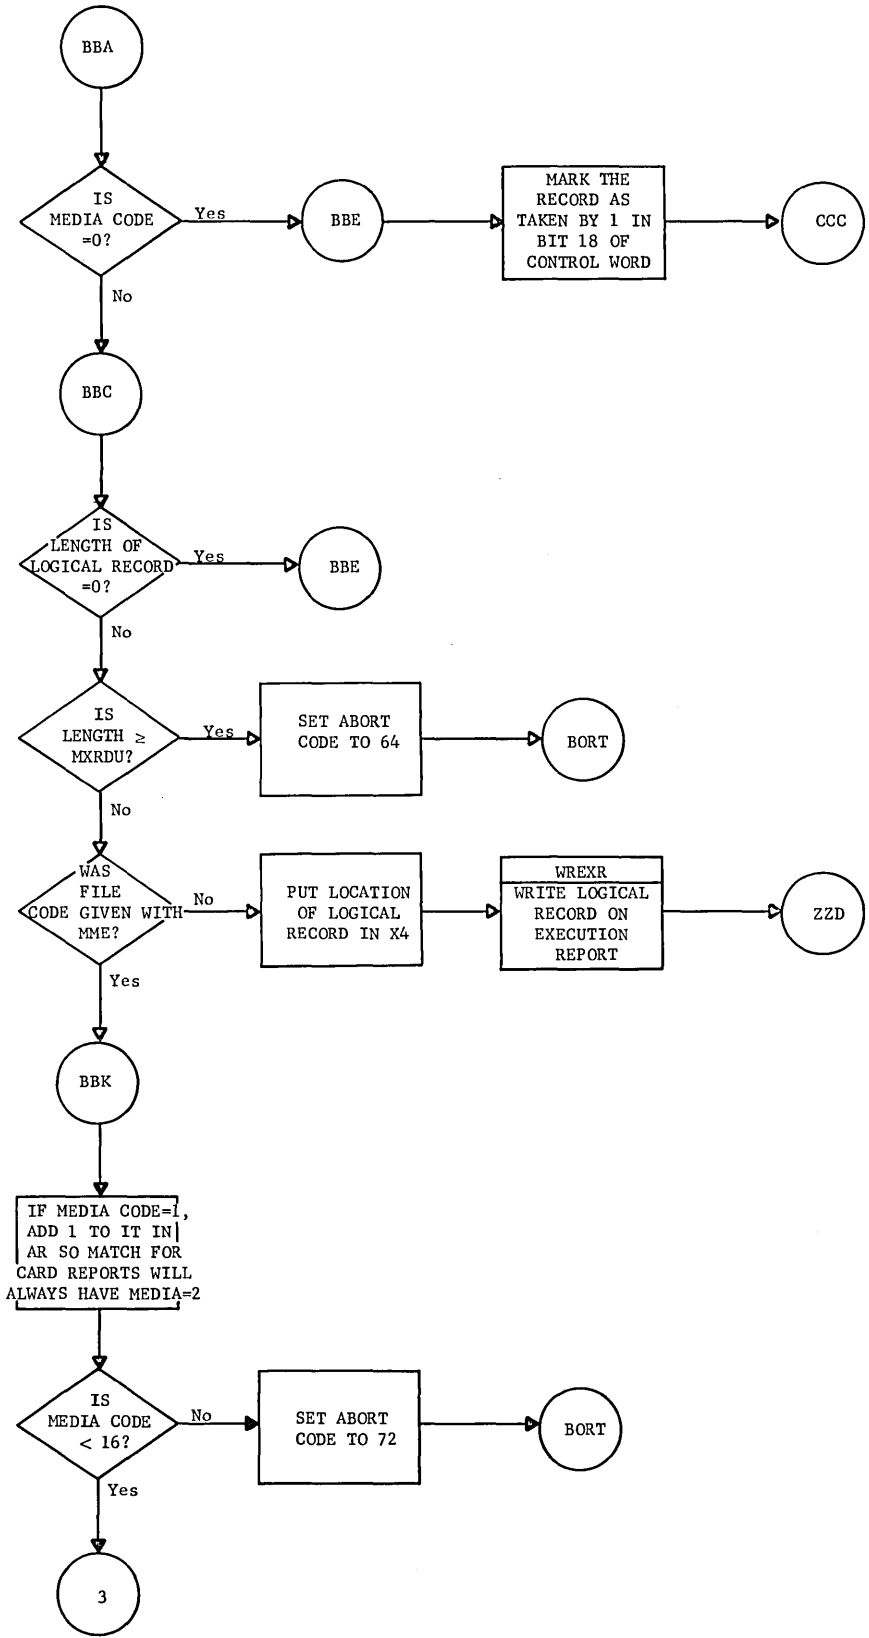 BBA
IS
MEDIA CODE
=0?
Yes
BBE
MARK THE
RECORD AS
TAKEN BY 1 IN
BIT 18 OF
CONTROL WORD
CCC
No
BBC
IS
LENGTH OF
LOGICAL RECORD
=0?
Yes
BBE
No
IS
LENGTH ≥
MXRDU?
Yes
SET ABORT
CODE TO 64
BORT
No
WAS
FILE
CODE GIVEN WITH
MME?
No
PUT LOCATION
OF LOGICAL
RECORD IN X4
WREXR
WRITE LOGICAL
RECORD ON
EXECUTION
REPORT
ZZD
Yes
BBK
IF MEDIA CODE=1,
ADD 1 TO IT IN
AR SO MATCH FOR
CARD REPORTS WILL
ALWAYS HAVE MEDIA=2
IS
MEDIA CODE
< 16?
No
SET ABORT
CODE TO 72
BORT
Yes
3